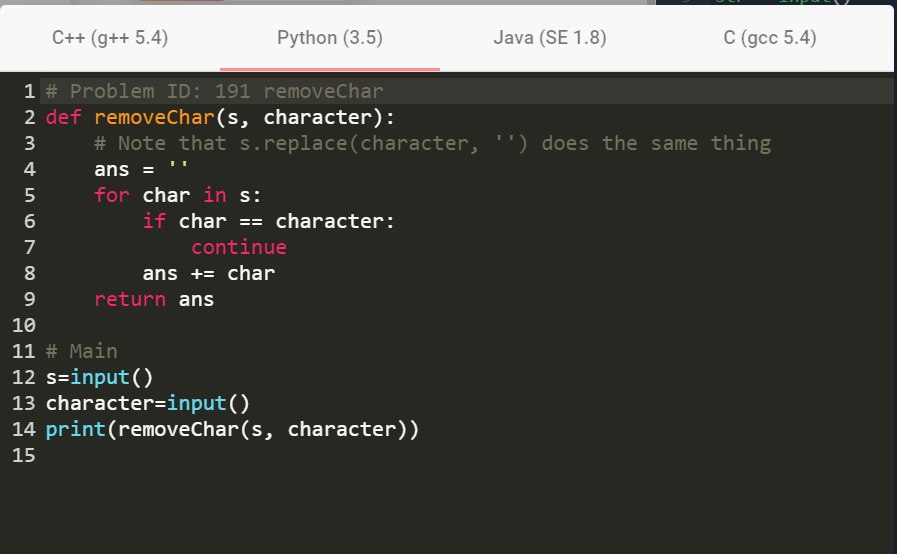 C++ (g++ 5.4) Python (3.5) Java (SE 1.8) C (gcc 5.4)
1 # Problem ID: 191 removeChar
2 def removeChar(s, character):
3     # Note that s.replace(character, '') does the same thing
4     ans = ''
5     for char in s:
6         if char == character:
7             continue
8         ans += char
9     return ans
10
11 # Main
12 s=input()
13 character=input()
14 print(removeChar(s, character))
15